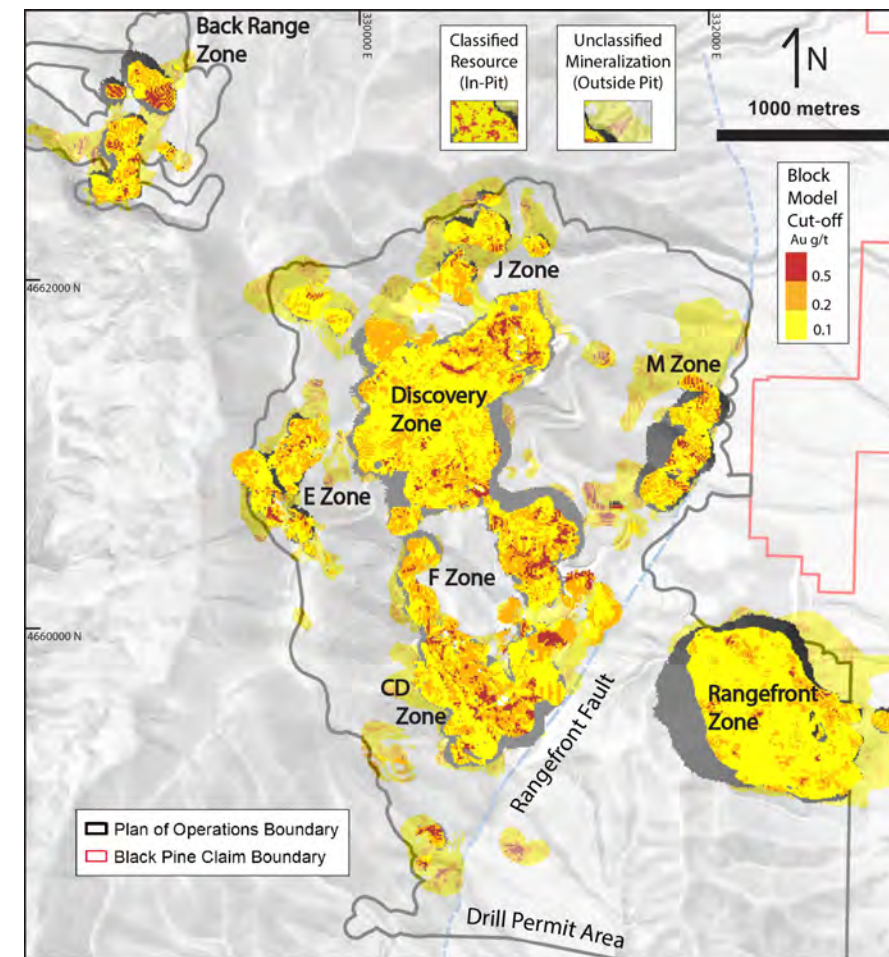 Back Range
Zone
330000 E
332000 E
Classified
Resource
(In-Pit)
Unclassified
Mineralization
(Outside Pit)
N
1000 metres
Block
Model
Cut-off
Au g/t
0.5
0.2
0.1
4662000 N
J Zone
M Zone
Discovery
Zone
E Zone
F Zone
4660000 N
CD
Zone
Rangefront
Zone
Rangefront Fault
Plan of Operations Boundary
Black Pine Claim Boundary
Drill Permit Area